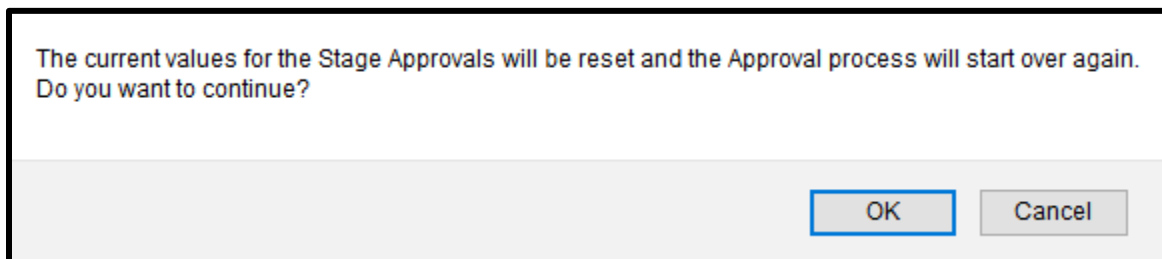 The current values for the Stage Approvals will be reset and the Approval process will start over again.
Do you want to continue?
OK
Cancel